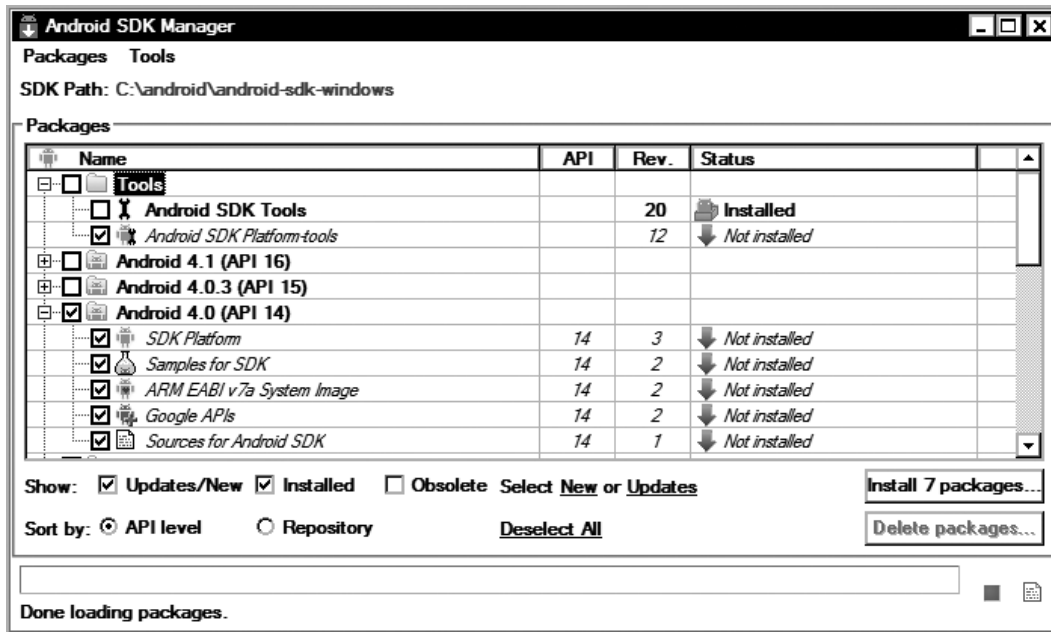 Android SDK Manager
Packages Tools
SDK Path: C:\android\android-sdk-windows
Packages
Name API Rev. Status
Tools
Android SDK Tools 20 Installed
Android SDK Platform-tools 12 Not installed
Android 4.1 (API 16)
Android 4.0.3 (API 15)
Android 4.0 (API 14)
SDK Platform 14 3 Not installed
Samples for SDK 14 2 Not installed
ARM EABI v7a System Image 14 2 Not installed
Google APIs 14 2 Not installed
Sources for Android SDK 14 1 Not installed
Show: Updates/New Installed Obsolete Select New or Updates Install 7 packages...
Sort by: API level Repository Deselect All Delete packages...
Done loading packages.